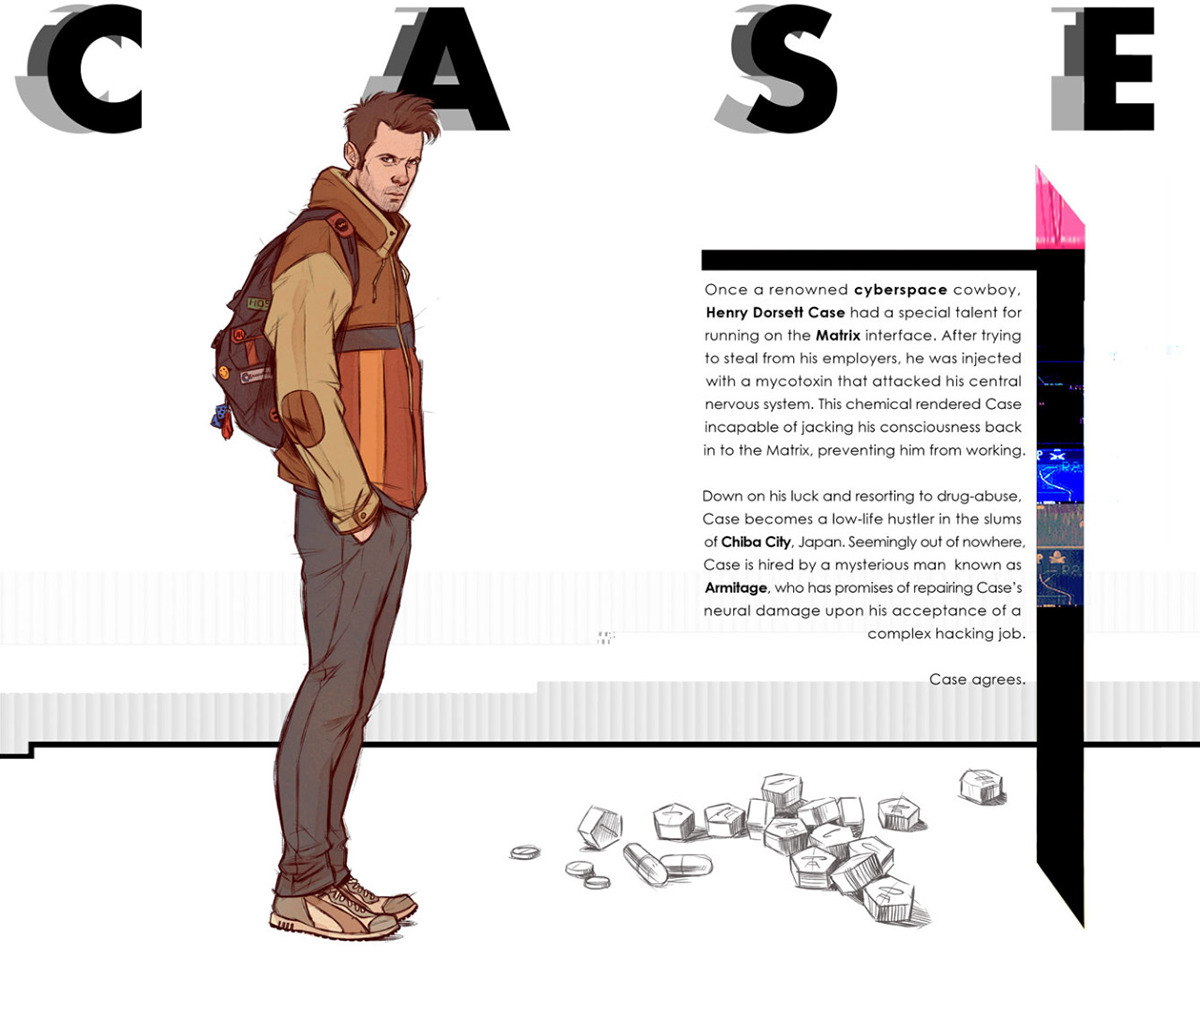 CASE
Once a renowned cyberspace cowboy,
Henry Dorsett Case had a special talent for
running on the Matrix interface. After trying
to steal from his employers, he was injected
with a mycotoxin that attacked his central
nervous system. This chemical rendered Case
incapable of jacking his consciousness back
in to the Matrix, preventing him from working.
Down on his luck and resorting to drug-abuse,
Case becomes a low-life hustler in the slums
of Chiba City, Japan. Seemingly out of nowhere,
Case is hired by a mysterious man known as
Armitage, who has promises of repairing Case's
neural damage upon his acceptance of a
complex hacking job.
Case agrees.